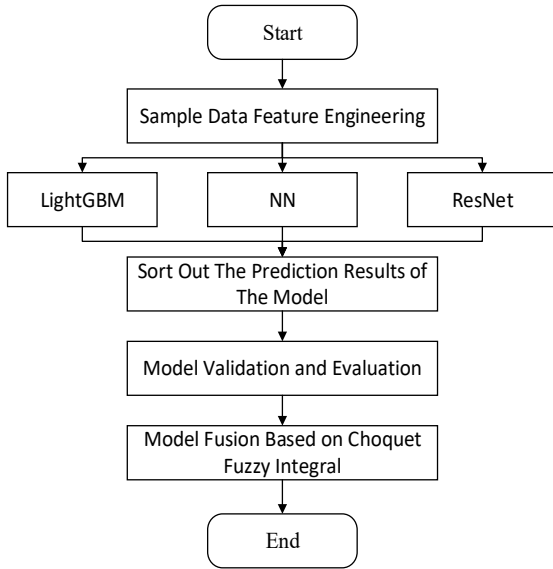 Start
Sample Data Feature Engineering
LightGBM
NN
ResNet
Sort Out The Prediction Results of
The Model
Model Validation and Evaluation
Model Fusion Based on Choquet
Fuzzy Integral
End